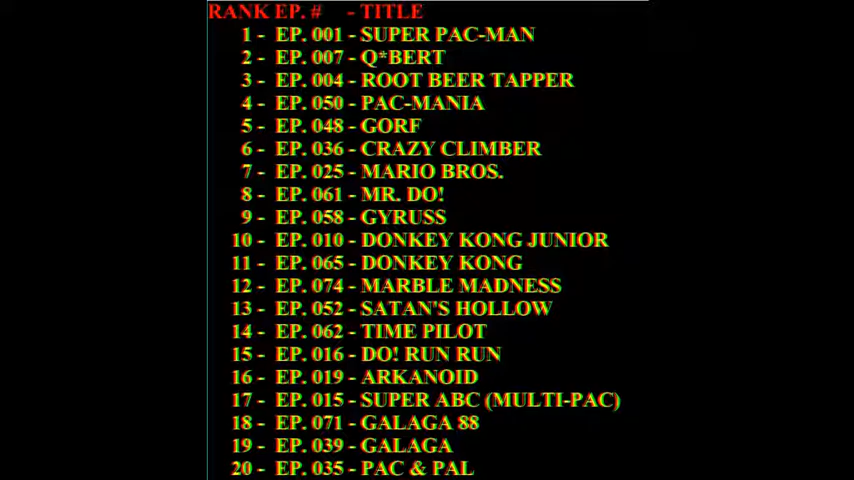 RANK EP. # - TITLE
1 - EP. 001 - SUPER PAC-MAN
2 - EP. 007 - Q*BERT
3 - EP. 004 - ROOT BEER TAPPER
4 - EP. 050 - PAC-MANIA
5 - EP. 048 - GORF
6 - EP. 036 - CRAZY CLIMBER
7 - EP. 025 - MARIO BROS.
8 - EP. 061 - MR. DO!
9 - EP. 058 - GYRUSS
10 - EP. 010 - DONKEY KONG JUNIOR
11 - EP. 065 - DONKEY KONG
12 - EP. 074 - MARBLE MADNESS
13 - EP. 052 - SATAN'S HOLLOW
14 - EP. 062 - TIME PILOT
15 - EP. 016 - DO! RUN RUN
16 - EP. 019 - ARKANOID
17 - EP. 015 - SUPER ABC (MULTI-PAC)
18 - EP. 071 - GALAGA 88
19 - EP. 039 - GALAGA
20 - EP. 035 - PAC & PAL